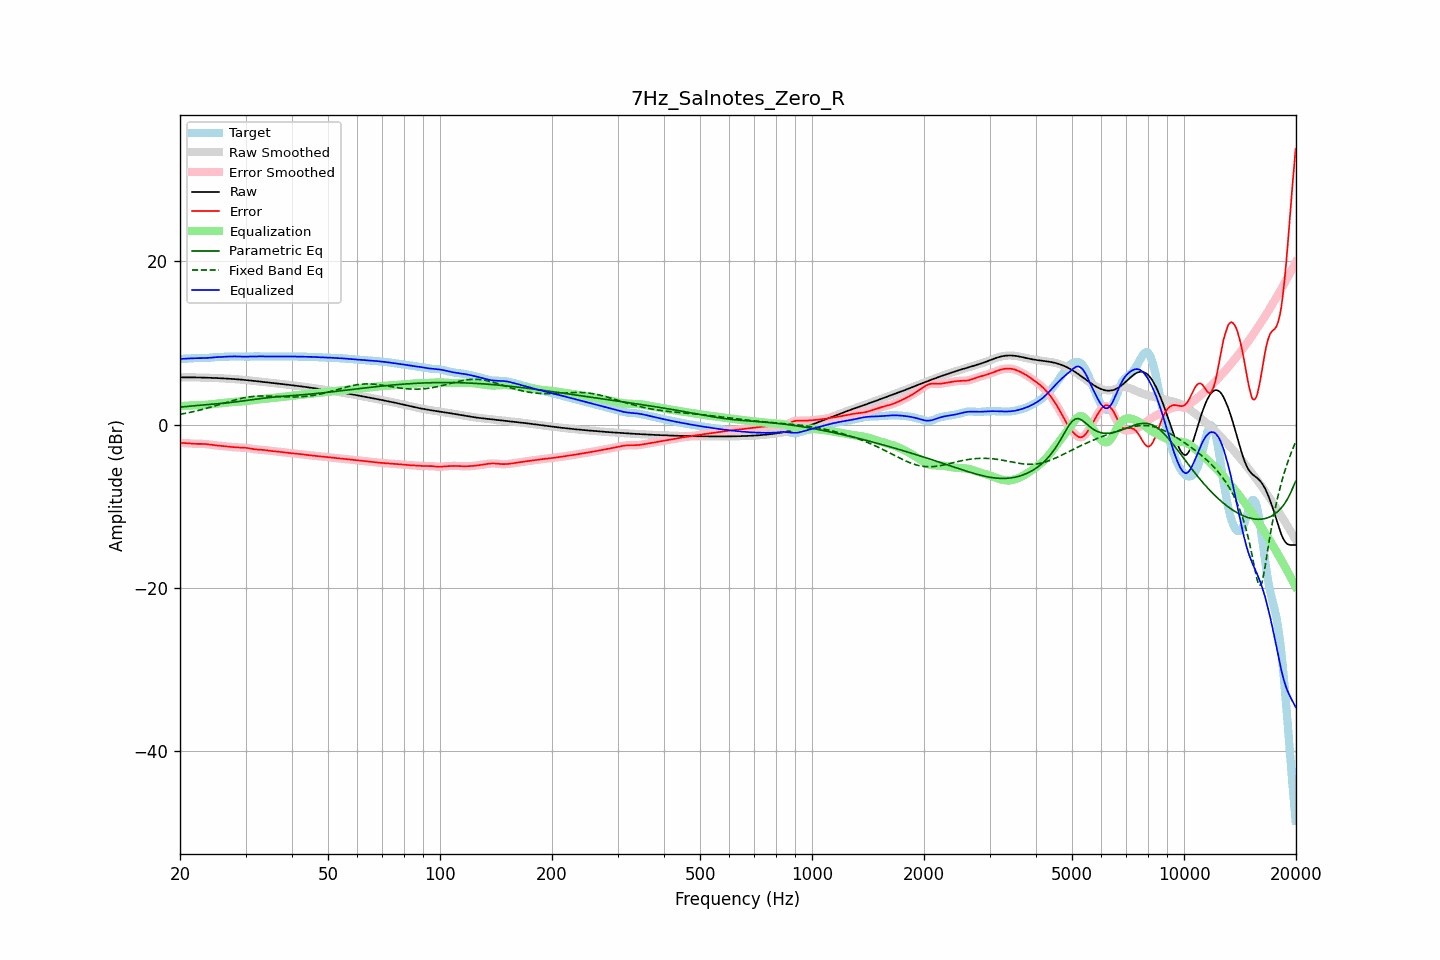 7Hz_Salnotes_Zero_R
Target
Raw Smoothed
Error Smoothed
Raw
Error
Equalization
Parametric Eq
Fixed Band Eq
Equalized
20
0
−20
−40
Amplitude (dBr)
20
50
100
200
500
1000
2000
5000
10000
20000
Frequency (Hz)